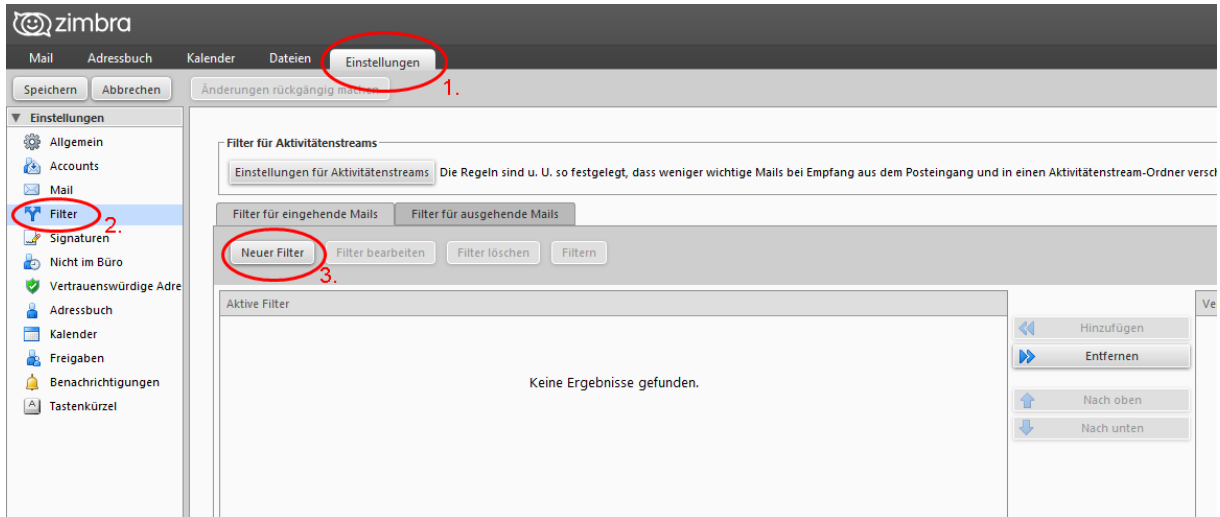 zimbra
Mail Adressbuch Kalender Dateien Einstellungen
1.
Speichern Abbrechen Änderungen rückgängig machen
Einstellungen
Allgemein
Accounts
Mail
Filter
2.
Signaturen
Nicht im Büro
Vertrauenswürdige Adre
Adressbuch
Kalender
Freigaben
Benachrichtigungen
A Tastenkürzel
Filter für Aktivitätenstreams
Einstellungen für Aktivitätenstreams Die Regeln sind u. U. so festgelegt, dass weniger wichtige Mails bei Empfang aus dem Posteingang und in einen Aktivitätenstream-Ordner versch
Filter für eingehende Mails Filter für ausgehende Mails
Neuer Filter Filter bearbeiten Filter löschen Filtern
3.
Aktive Filter
Keine Ergebnisse gefunden.
Hinzufügen
Entfernen
Nach oben
Nach unten
Ve